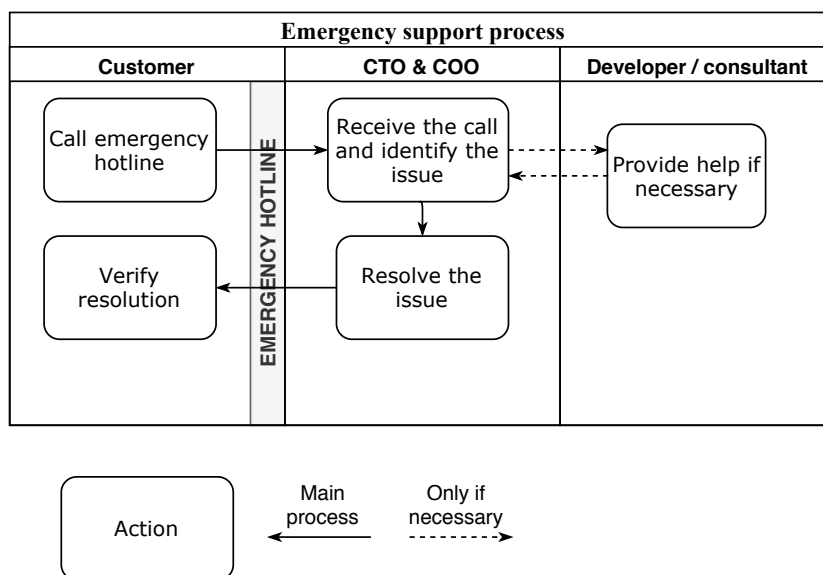 Emergency support process
Customer
CTO & COO
Developer / consultant
Call emergency
hotline
EMERGENCY HOTLINE
Receive the call
and identify the
issue
Provide help if
necessary
Verify
resolution
Resolve the
issue
Action
Main
process
Only if
necessary